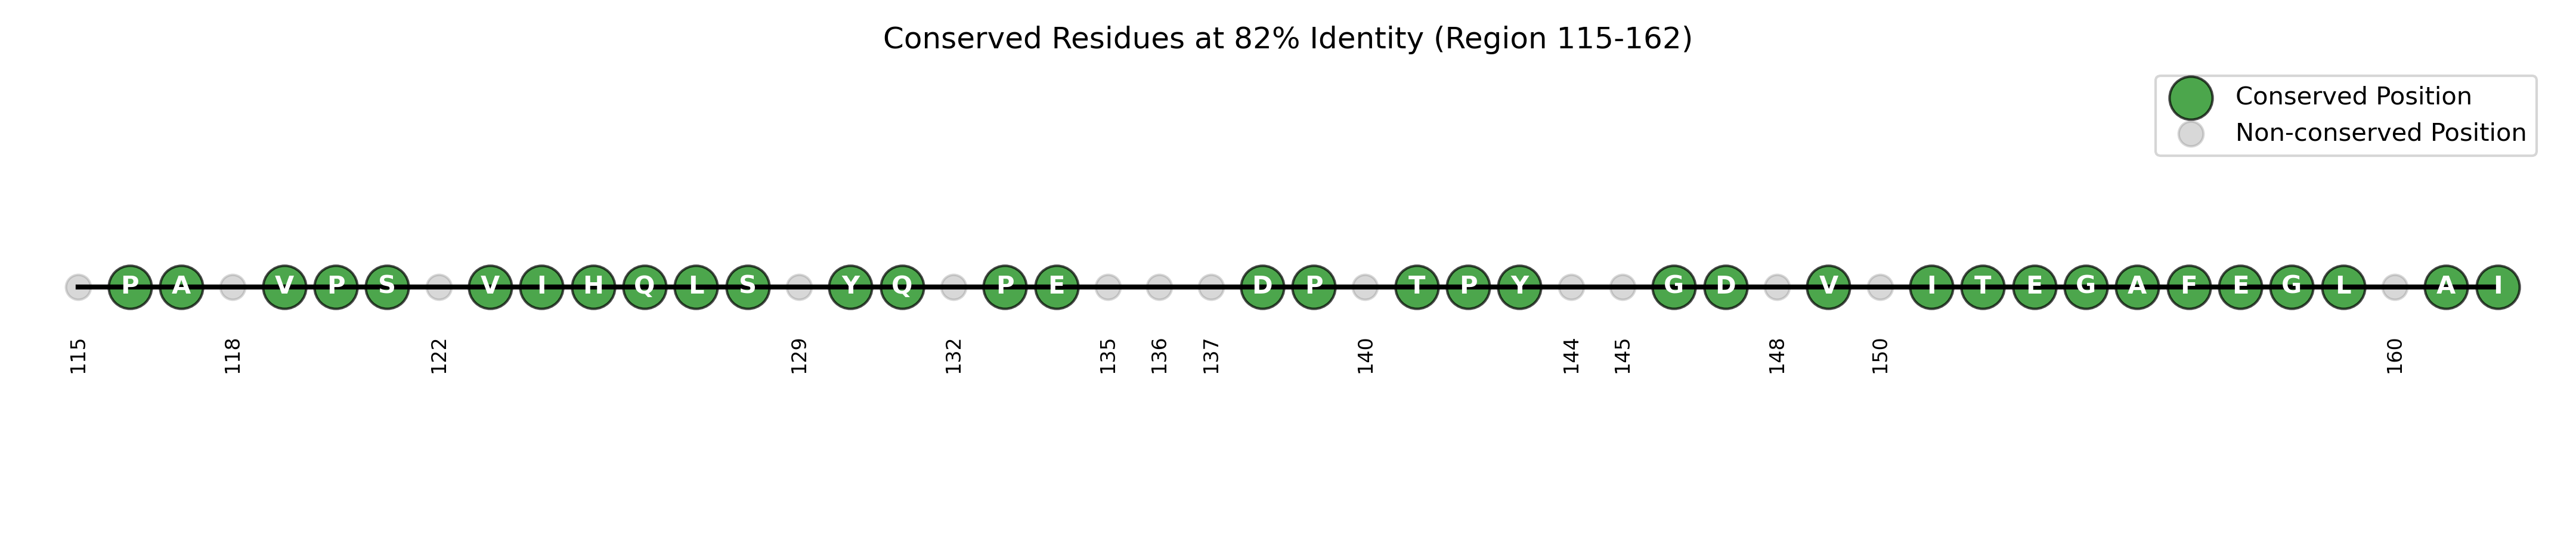 Conserved Residues at 82% Identity (Region 115-162)
Conserved Position
Non-conserved Position
P A V P S V I H Q L S Y Q P E D P T P Y G D V I T E G A F E G L A I
115 118 122 129 132 135 136 137 140 144 145 148 150 160